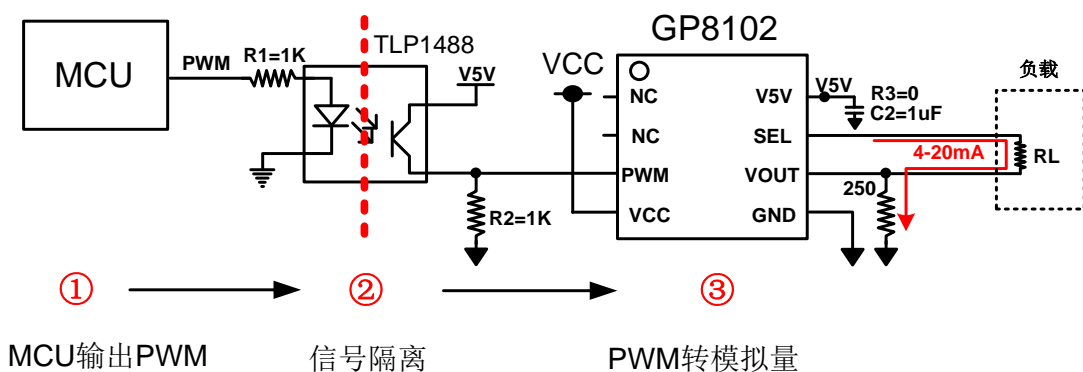 GP8102
TLP1488
MCU
PWM
R1=1K
V5V
VCC
NC
NC
PWM
VCC
V5V
SEL
VOUT
GND
V5V
R3=0
C2=1uF
负载
4-20mA
RL
250
R2=1K
①
②
③
MCU输出PWM
信号隔离
PWM转模拟量